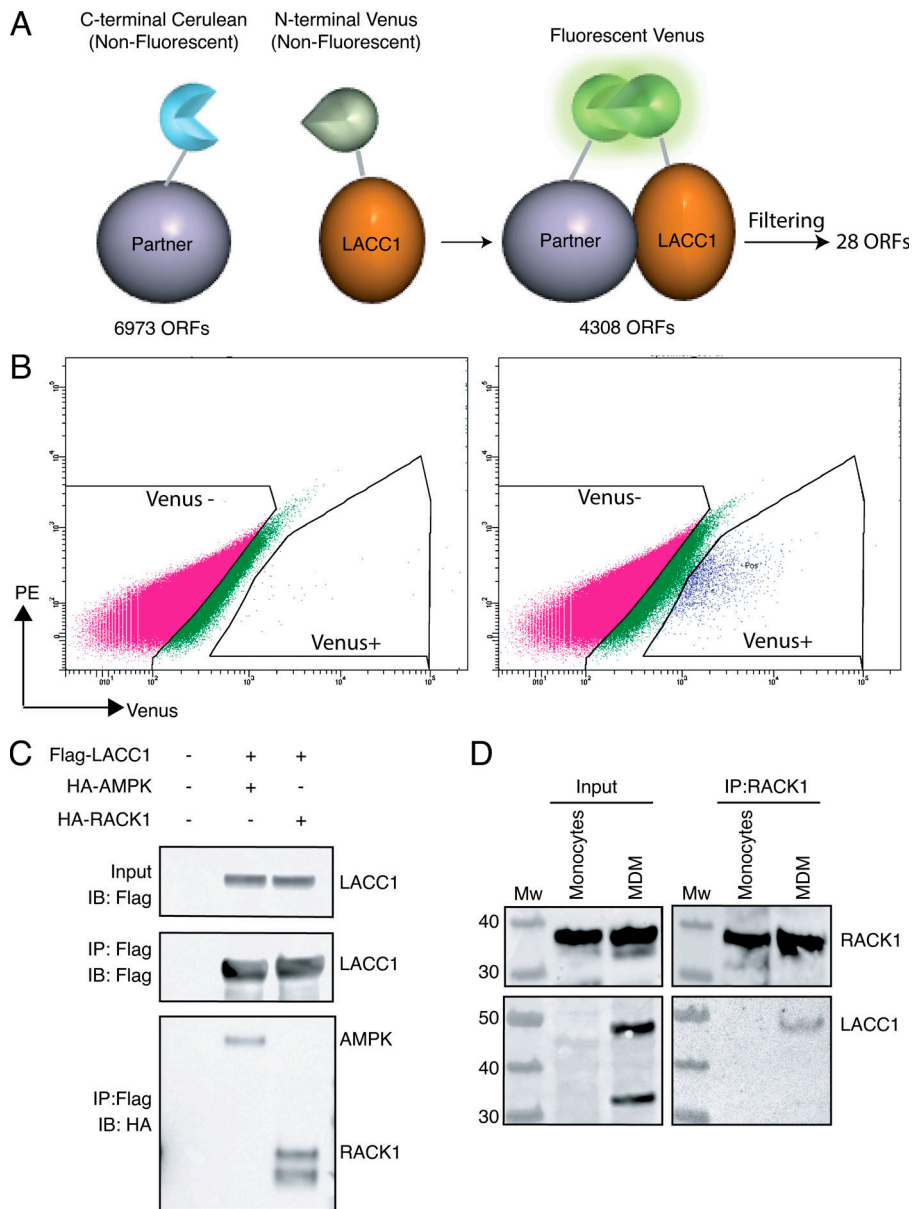 A
C-terminal Cerulean
(Non-Fluorescent)
N-terminal Venus
(Non-Fluorescent)
Fluorescent Venus
Partner
LACC1
Partner
LACC1
Filtering
28 ORFs
6973 ORFs
4308 ORFs
B
Venus -
Venus+
Venus-
Pos
Venus+
PE
Venus
C
Flag-LACC1 - + +
HA-AMPK - + -
HA-RACK1 - - +
Input
IB: Flag
LACC1
IP: Flag
IB: Flag
LACC1
IP:Flag
IB: HA
AMPK
RACK1
D
Input
IP:RACK1
Mw
Monocytes
MDM
Mw
Monocytes
MDM
40
30
RACK1
50
40
30
LACC1